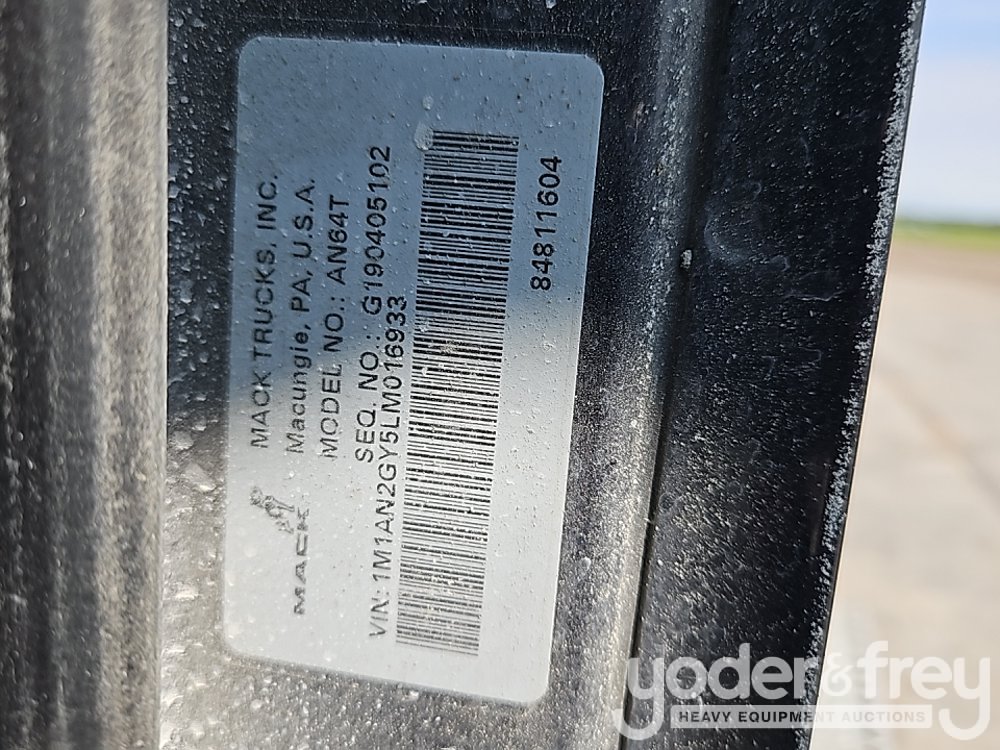 MACK
MACK TRUCKS, INC.
Macungie, PA, U.S.A.
MODEL NO.: AN64T
SEQ. NO.: G190405102
VIN: 1M1AN2GY5LM016933
84811604
yoder&frey
HEAVY EQUIPMENT AUCTIONS